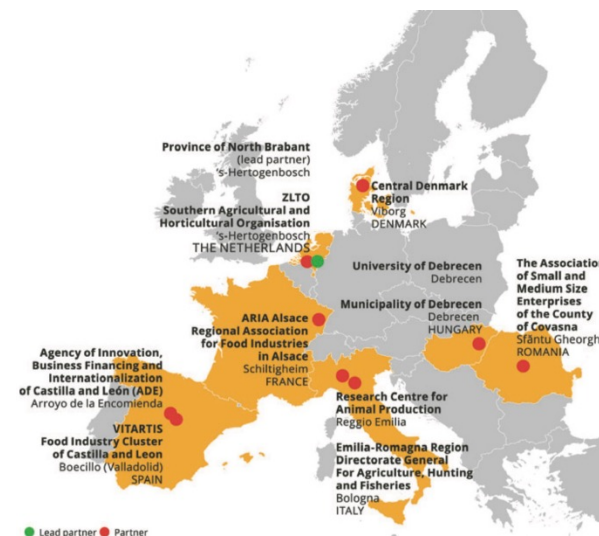 Province of North Brabant
(lead partner)
's-Hertogenbosch
ZLTO
Southern Agricultural and
Horticultural Organisation
's-Hertogenbosch
THE NETHERLANDS
Central Denmark
Region
Viborg
DENMARK
University of Debrecen
Debrecen
Municipality of Debrecen
Debrecen
HUNGARY
The Association
of Small and
Medium Size
Enterprises
of the County
of Covasna
Sfântu Gheorgh
ROMANIA
ARIA Alsace
Regional Association
for Food Industries
in Alsace
Schiltigheim
FRANCE
Agency of Innovation,
Business Financing and
Internationalization
of Castilla and León (ADE)
Arroyo de la Encomienda
VITARTIS
Food Industry Cluster
of Castilla and Leon
Boecillo (Valladolid)
SPAIN
Research Centre for
Animal Production
Reggio Emilia
Emilia-Romagna Region
Directorate General
For Agriculture, Hunting
and Fisheries
Bologna
ITALY
Lead partner Partner